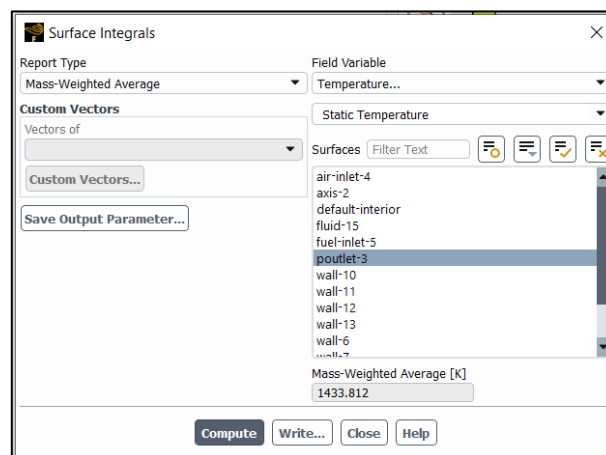 Surface Integrals
Report Type
Mass-Weighted Average
Custom Vectors
Vectors of
Custom Vectors...
Save Output Parameter...
Field Variable
Temperature...
Static Temperature
Surfaces Filter Text
air-inlet-4
axis-2
default-interior
fluid-15
fuel-inlet-5
poutlet-3
wall-10
wall-11
wall-12
wall-13
wall-6
wall-7
Mass-Weighted Average [K]
1433.812
Compute Write... Close Help